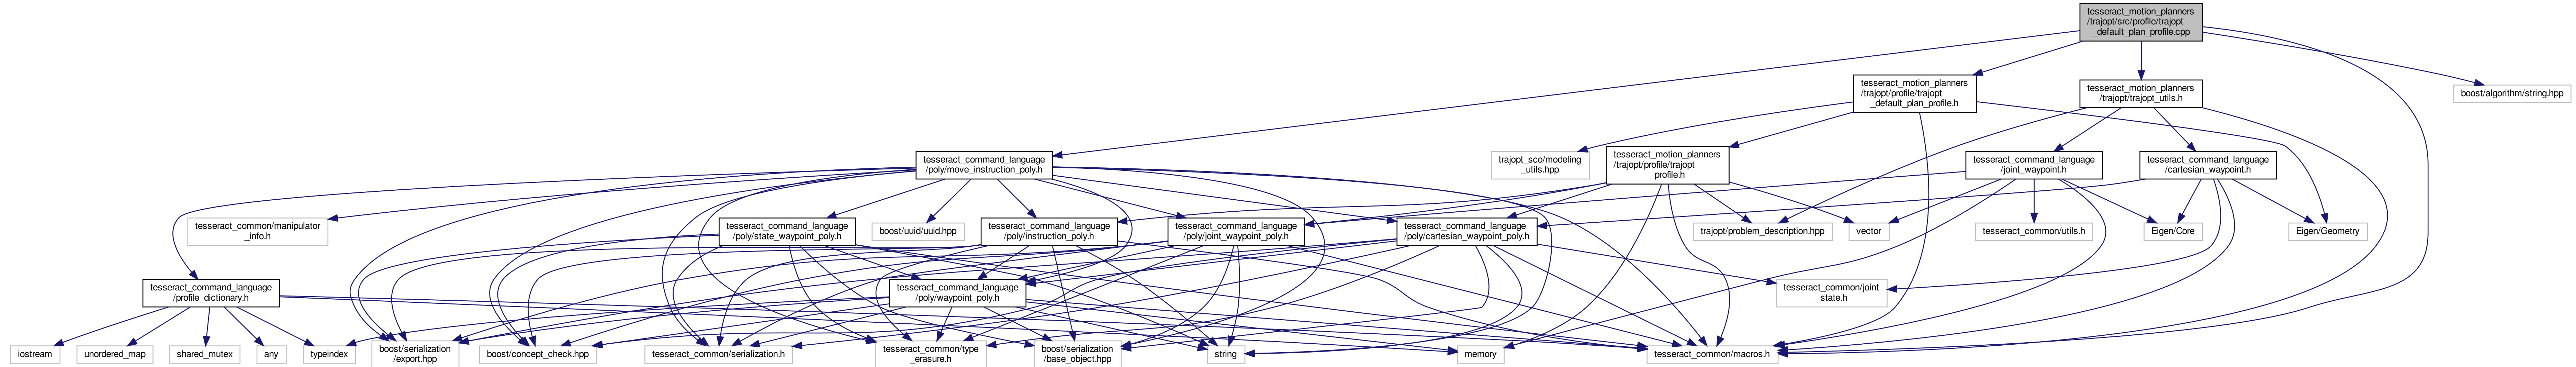 tesseract_motion_planners
/trajopt/src/profile/trajopt
_default_plan_profile.cpp
tesseract_motion_planners
/trajopt/profile/trajopt
_default_plan_profile.h
tesseract_motion_planners
/trajopt/trajopt_utils.h
boost/algorithm/string.hpp
tesseract_command_language
/poly/move_instruction_poly.h
trajopt_sco/modeling
_utils.hpp
tesseract_motion_planners
/trajopt/profile/trajopt
_profile.h
tesseract_command_language
/joint_waypoint.h
tesseract_command_language
/cartesian_waypoint.h
tesseract_common/manipulator
_info.h
tesseract_command_language
/poly/state_waypoint_poly.h
boost/uuid/uuid.hpp
tesseract_command_language
/poly/instruction_poly.h
tesseract_command_language
/poly/joint_waypoint_poly.h
tesseract_command_language
/poly/cartesian_waypoint_poly.h
trajopt/problem_description.hpp
vector
tesseract_common/utils.h
Eigen/Core
Eigen/Geometry
tesseract_command_language
/profile_dictionary.h
tesseract_command_language
/poly/waypoint_poly.h
tesseract_common/joint
_state.h
iostream
unordered_map
shared_mutex
any
typeindex
boost/serialization
/export.hpp
boost/concept_check.hpp
tesseract_common/serialization.h
tesseract_common/type
_erasure.h
boost/serialization
/base_object.hpp
string
memory
tesseract_common/macros.h